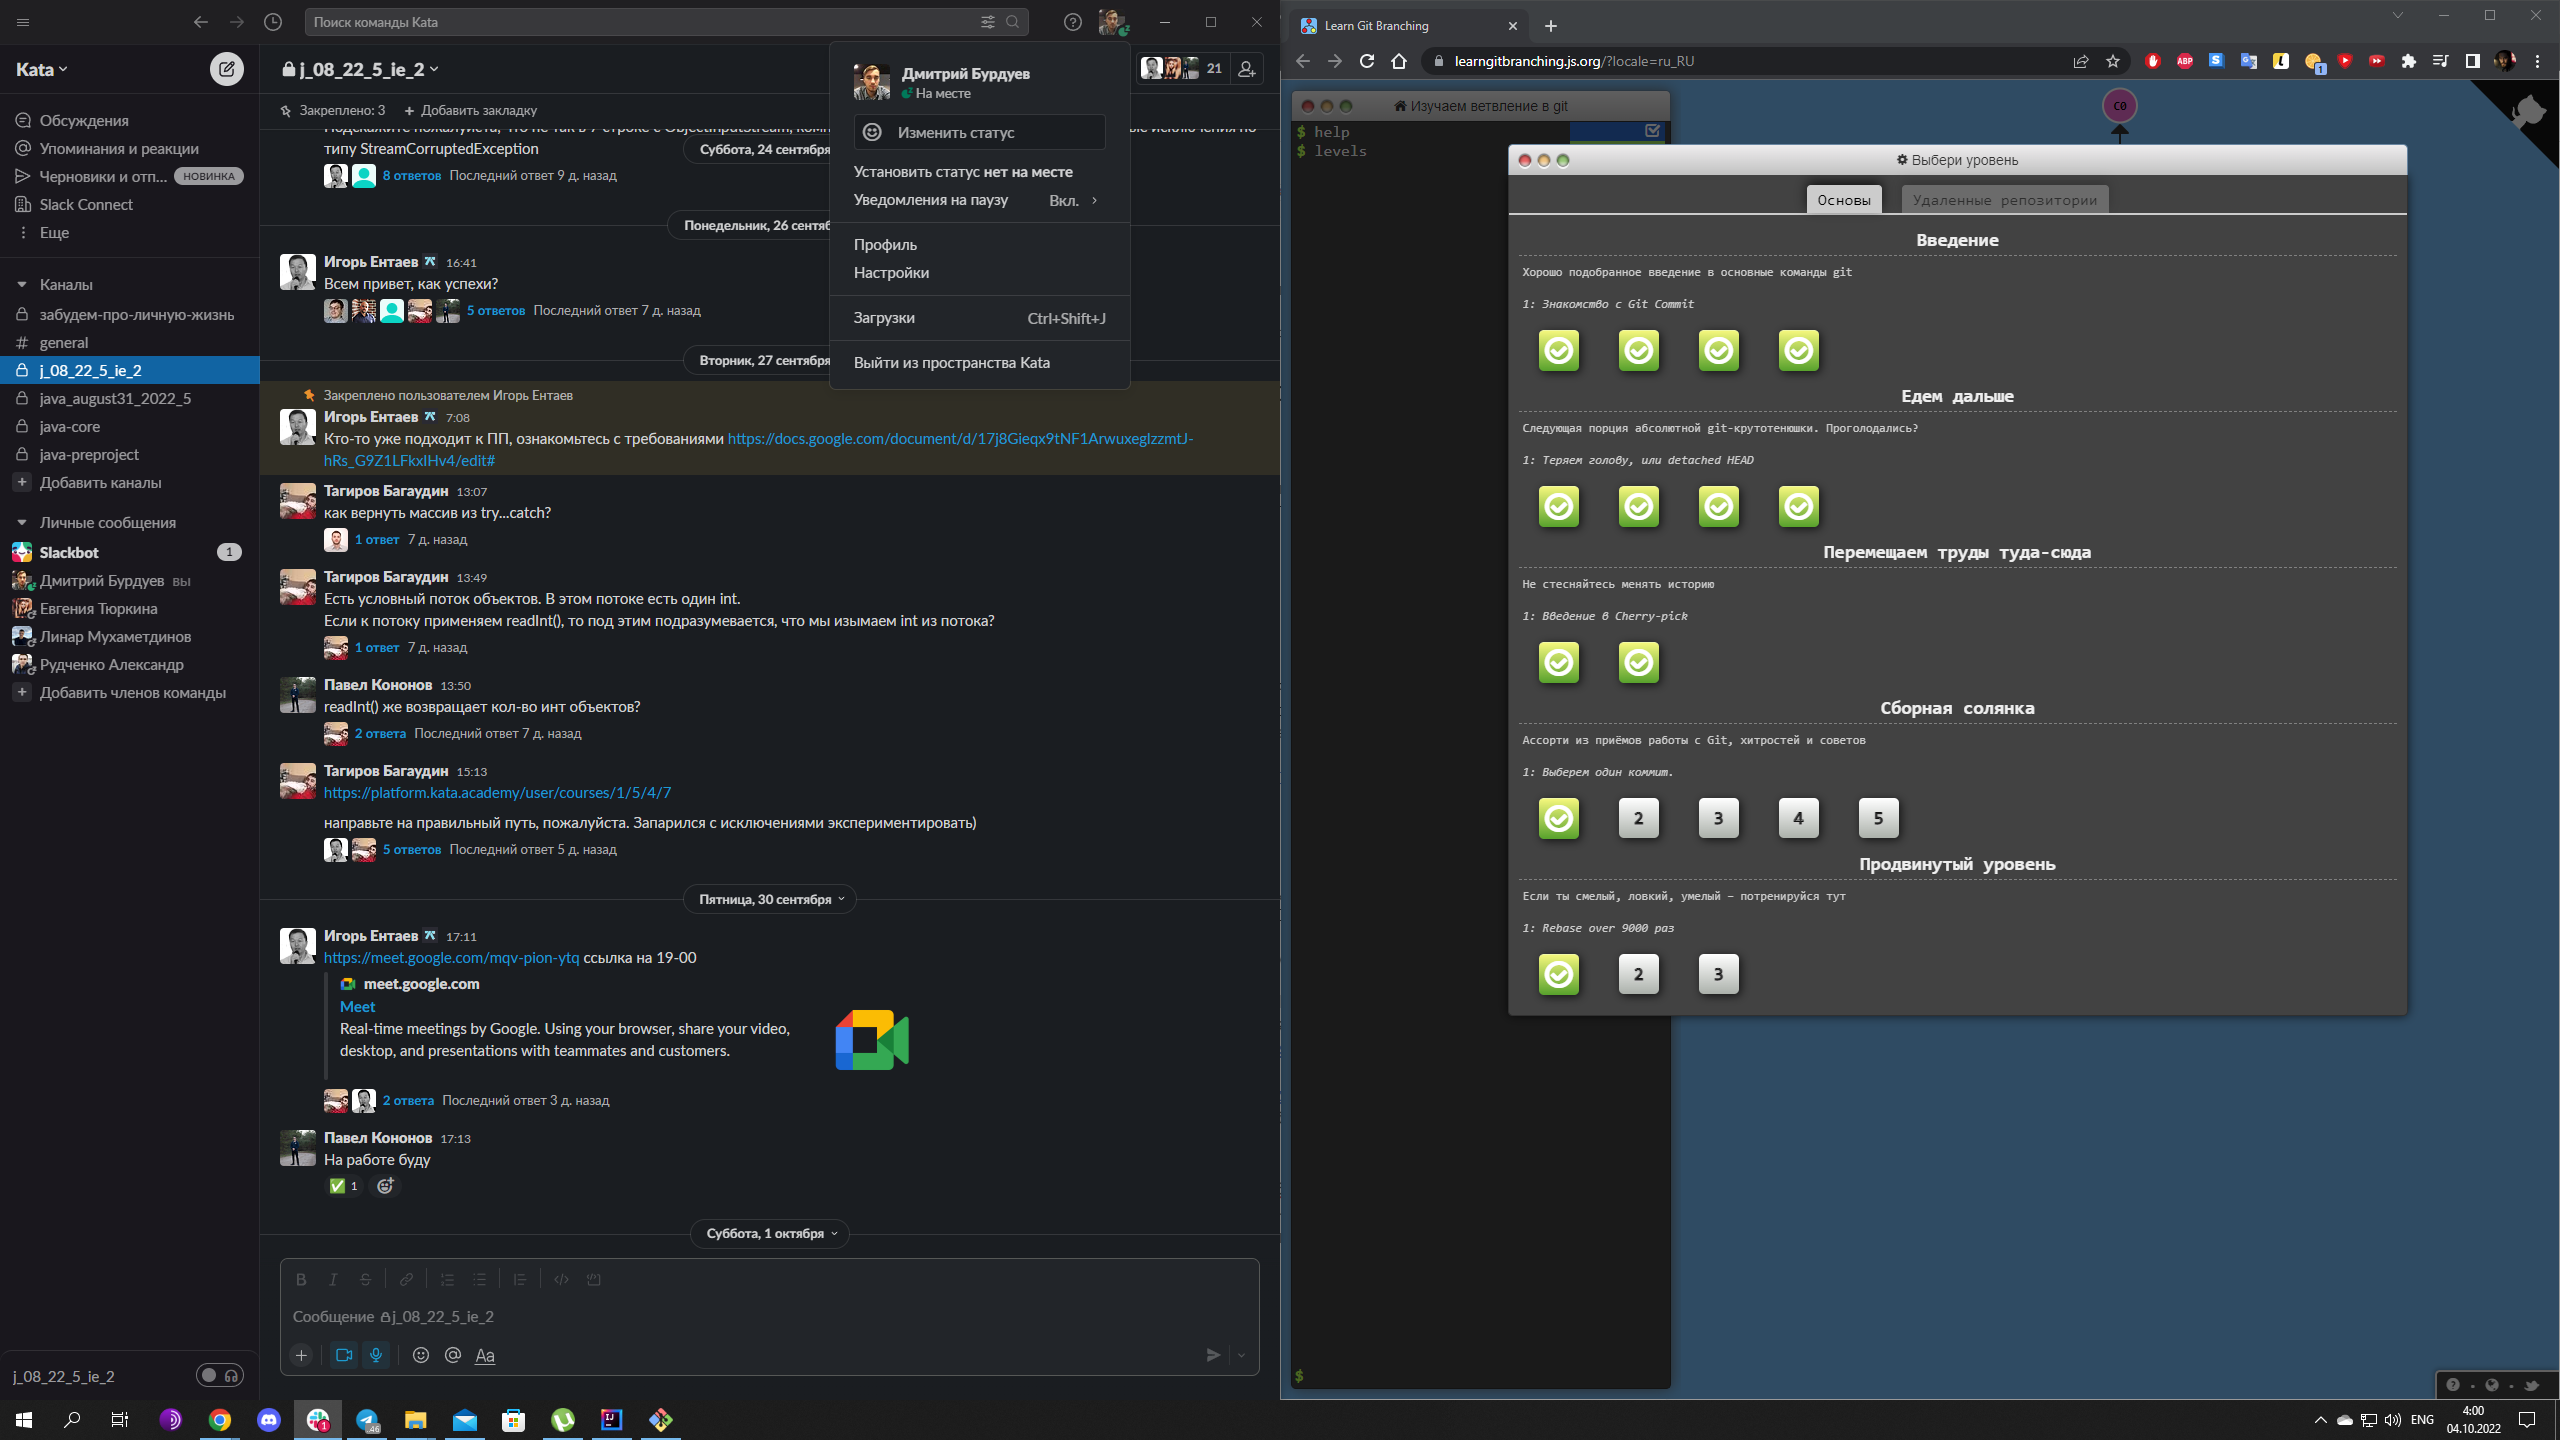 Поиск команды Kata
Kata
НОВИНКА
Обсуждения
Упоминания и реакции
Черновики и отп...
Slack Connect
Еще
Каналы
забудем-про-личную-жизнь
general
j_08_22_5_ie_2
java_august31_2022_5
java-core
java-preproject
Добавить каналы
Личные сообщения
Slackbot 1
Дмитрий Бурдуев вы
Евгения Тюркина
Линар Мухаметдинов
Рудченко Александр
Добавить членов команды
j_08_22_5_ie_2
j_08_22_5_ie_2
21
Закреплено: 3 + Добавить закладку
типу StreamCorruptedException
Суббота, 24 сентября
8 ответов Последний ответ 9 д. назад
Понедельник, 26 сентяб
Игорь Ентаев 16:41
Всем привет, как успехи?
5 ответов Последний ответ 7 д. назад
Вторник, 27 сентября
Закреплено пользователем Игорь Ентаев
Игорь Ентаев 7:08
Кто-то уже подходит к ПП, ознакомьтесь с требованиями https://docs.google.com/document/d/17j8Gieqx9tNF1ArwuxeglzzmtJ-
hRs_G9Z1LFkxIHv4/edit#
Тагиров Багаудин 13:07
как вернуть массив из try...catch?
1 ответ 7 д. назад
Тагиров Багаудин 13:49
Есть условный поток объектов. В этом потоке есть один int.
Если к потоку применяем readInt(), то под этим подразумевается, что мы изымаем int из потока?
1 ответ 7 д. назад
Павел Кононов 13:50
readInt() же возвращает кол-во инт объектов?
2 ответа Последний ответ 7 д. назад
Тагиров Багаудин 15:13
https://platform.kata.academy/user/courses/1/5/4/7
направьте на правильный путь, пожалуйста. Запарился с исключениями экспериментировать)
5 ответов Последний ответ 5 д. назад
Пятница, 30 сентября
Игорь Ентаев 17:11
https://meet.google.com/mqv-pion-ytq ссылка на 19-00
meet.google.com
Meet
Real-time meetings by Google. Using your browser, share your video,
desktop, and presentations with teammates and customers.
2 ответа Последний ответ 3 д. назад
Павел Кононов 17:13
На работе буду
1
Суббота, 1 октября
Сообщение j_08_22_5_ie_2
Aa
Дмитрий Бурдуев
На месте
Изменить статус
Установить статус нет на месте
Уведомления на паузу Вкл.
Профиль
Настройки
Загрузки Ctrl+Shift+J
Выйти из пространства Kata
Learn Git Branching
learngitbranching.js.org/?locale=ru_RU
ABP
1
C0
Изучаем ветвление в git
$ help
$ levels
$
Выбери уровень
Основы Удаленные репозитории
Введение
Хорошо подобранное введение в основные команды git
1: Знакомство с Git Commit
Едем дальше
Следующая порция абсолютной git-крутотенюшки. Проголодались?
1: Теряем голову, или detached HEAD
Перемещаем труды туда-сюда
Не стесняйтесь менять историю
1: Введение в Cherry-pick
Сборная солянка
Ассорти из приёмов работы с Git, хитростей и советов
1: Выберем один коммит.
2 3 4 5
Продвинутый уровень
Если ты смелый, ловкий, умелый – потренируйся тут
1: Rebase over 9000 раз
2 3
ENG
4:00
04.10.2022